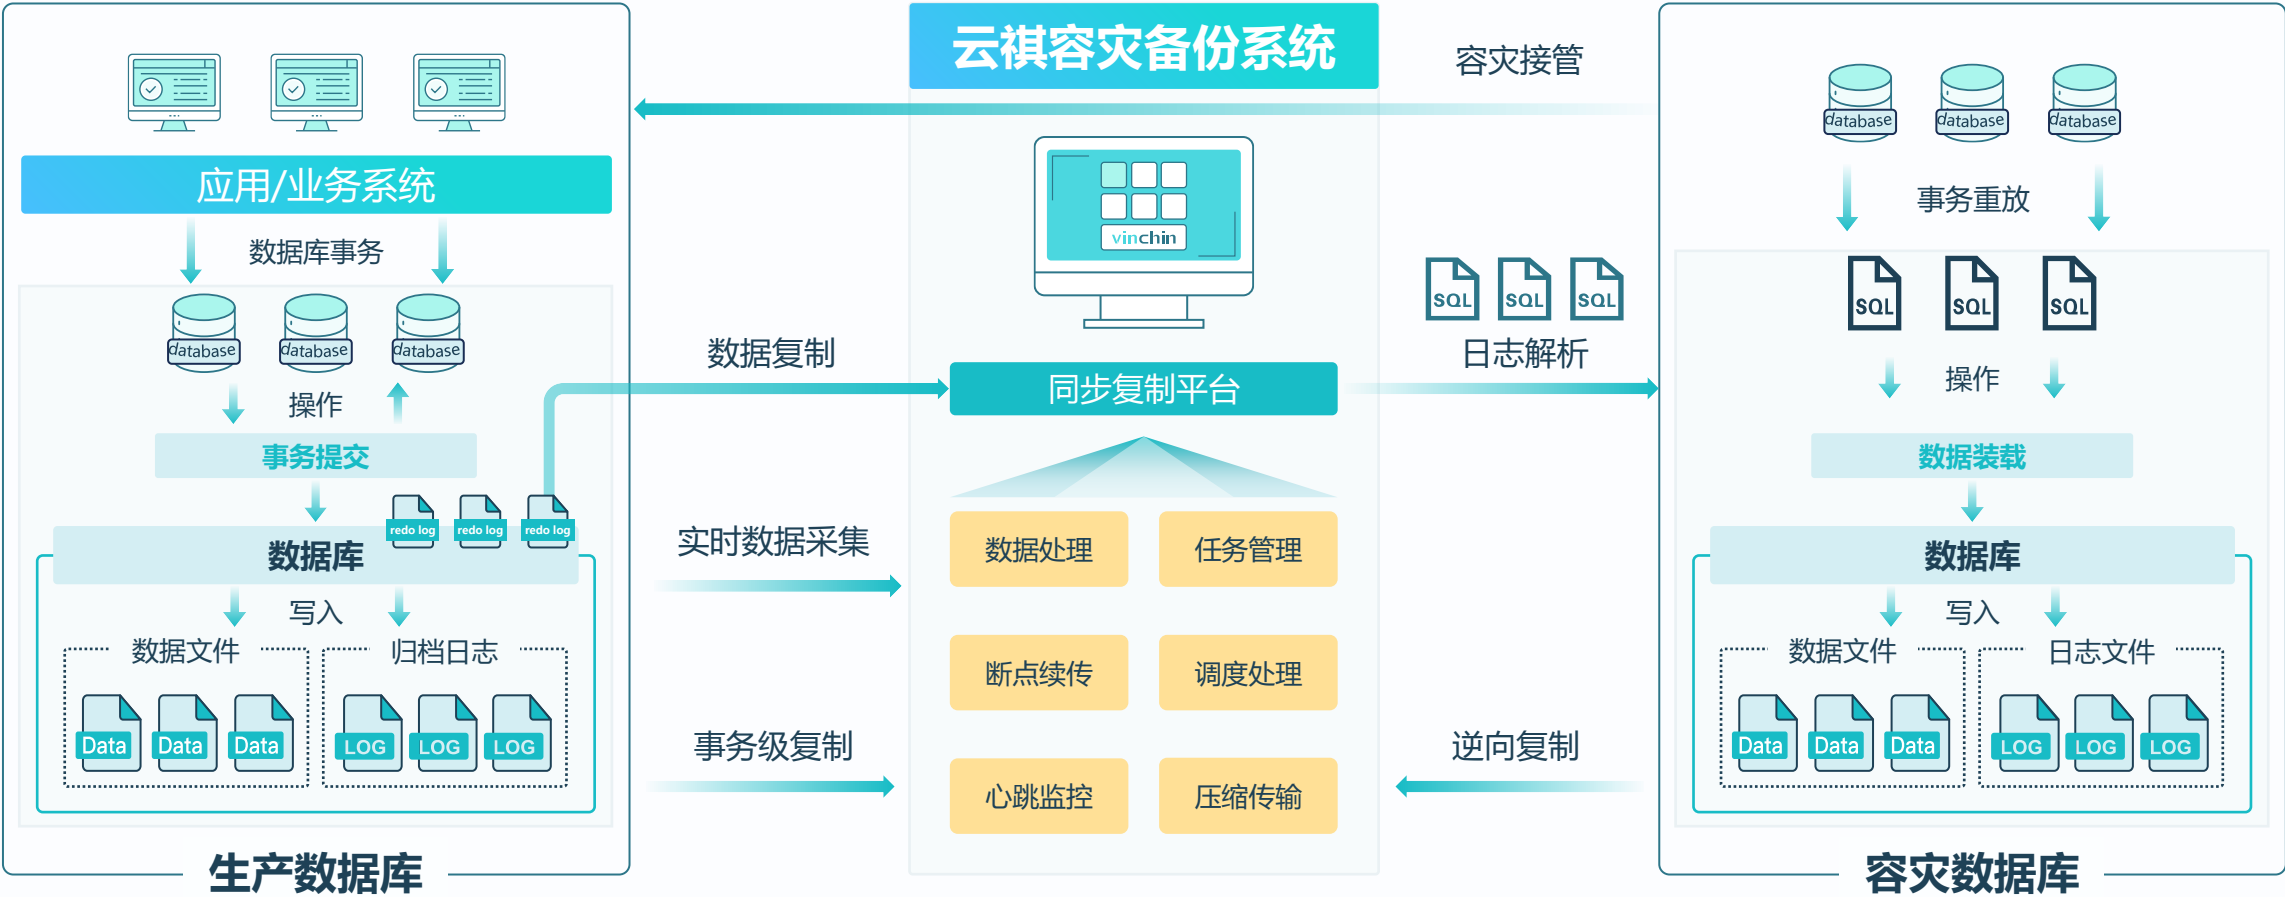 应用/业务系统
数据库事务
database
database
database
操作
事务提交
redo log
redo log
redo log
数据库
写入
数据文件
归档日志
Data
Data
Data
LOG
LOG
LOG
生产数据库
数据复制
实时数据采集
事务级复制
云祺容灾备份系统
vinchin
同步复制平台
数据处理
任务管理
断点续传
调度处理
心跳监控
压缩传输
容灾接管
SQL
SQL
SQL
日志解析
逆向复制
database
database
database
事务重放
SQL
SQL
SQL
操作
数据装载
数据库
写入
数据文件
日志文件
Data
Data
Data
LOG
LOG
LOG
容灾数据库